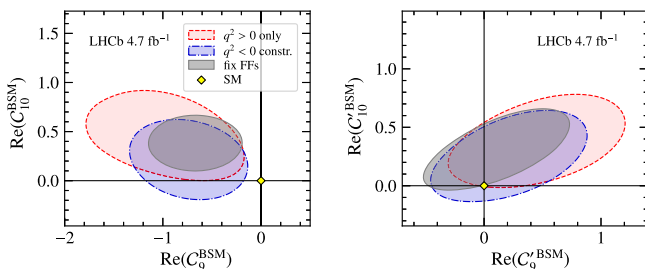 LHCb 4.7 fb⁻¹
q² > 0 only
q² < 0 constr.
fix FFs
SM
Re(C₁₀^BSM)
1.5
1.0
0.5
0.0
−2
−1
0
Re(C₉^BSM)
LHCb 4.7 fb⁻¹
Re(C′₁₀^BSM)
1.5
1.0
0.5
0.0
0
1
Re(C′₉^BSM)